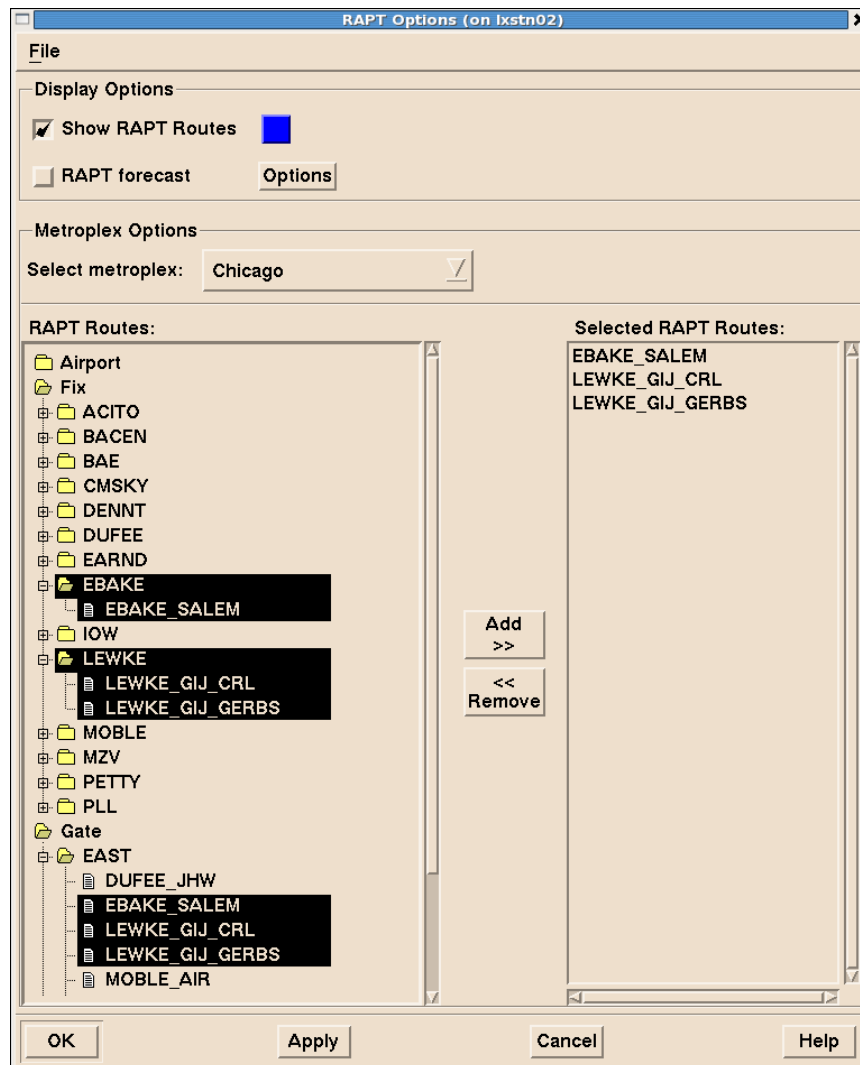 RAPT Options (on lxstn02)
File
Display Options
Show RAPT Routes
RAPT forecast
Options
Metroplex Options
Select metroplex:
Chicago
RAPT Routes:
Airport
Fix
ACITO
BACEN
BAE
CMSKY
DENNT
DUFEE
EARND
EBAKE
EBAKE_SALEM
IOW
LEWKE
LEWKE_GIJ_CRL
LEWKE_GIJ_GERBS
MOBLE
MZV
PETTY
PLL
Gate
EAST
DUFEE_JHW
EBAKE_SALEM
LEWKE_GIJ_CRL
LEWKE_GIJ_GERBS
MOBLE_AIR
Add
>>
<<
Remove
Selected RAPT Routes:
EBAKE_SALEM
LEWKE_GIJ_CRL
LEWKE_GIJ_GERBS
OK
Apply
Cancel
Help